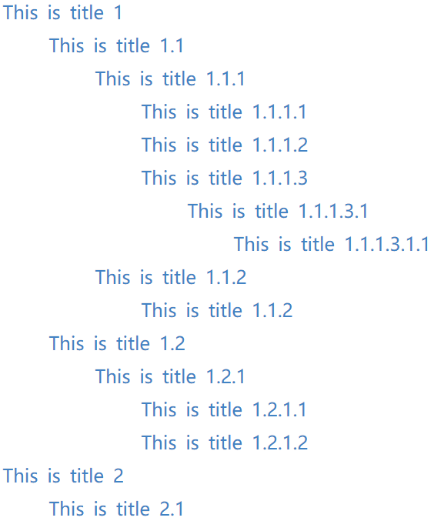 This is title 1
This is title 1.1
This is title 1.1.1
This is title 1.1.1.1
This is title 1.1.1.2
This is title 1.1.1.3
This is title 1.1.1.3.1
This is title 1.1.1.3.1.1
This is title 1.1.2
This is title 1.1.2
This is title 1.2
This is title 1.2.1
This is title 1.2.1.1
This is title 1.2.1.2
This is title 2
This is title 2.1